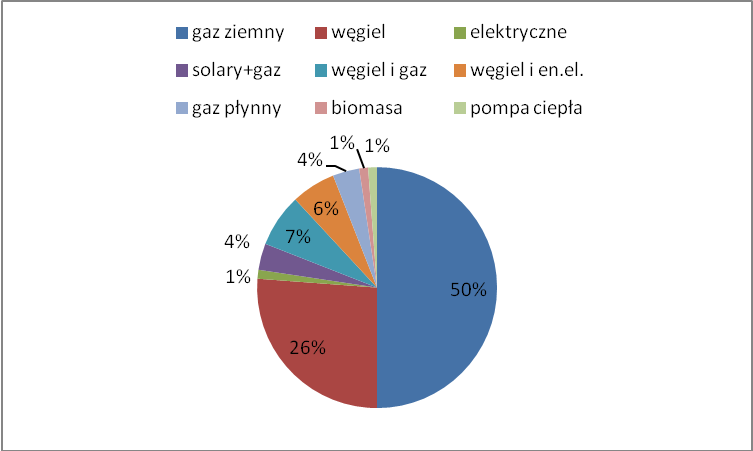 gaz ziemny węgiel elektryczne
solary+gaz węgiel i gaz węgiel i en.el.
gaz płynny biomasa pompa ciepła
1% 1%
4%
6%
7%
4%
1%
50%
26%